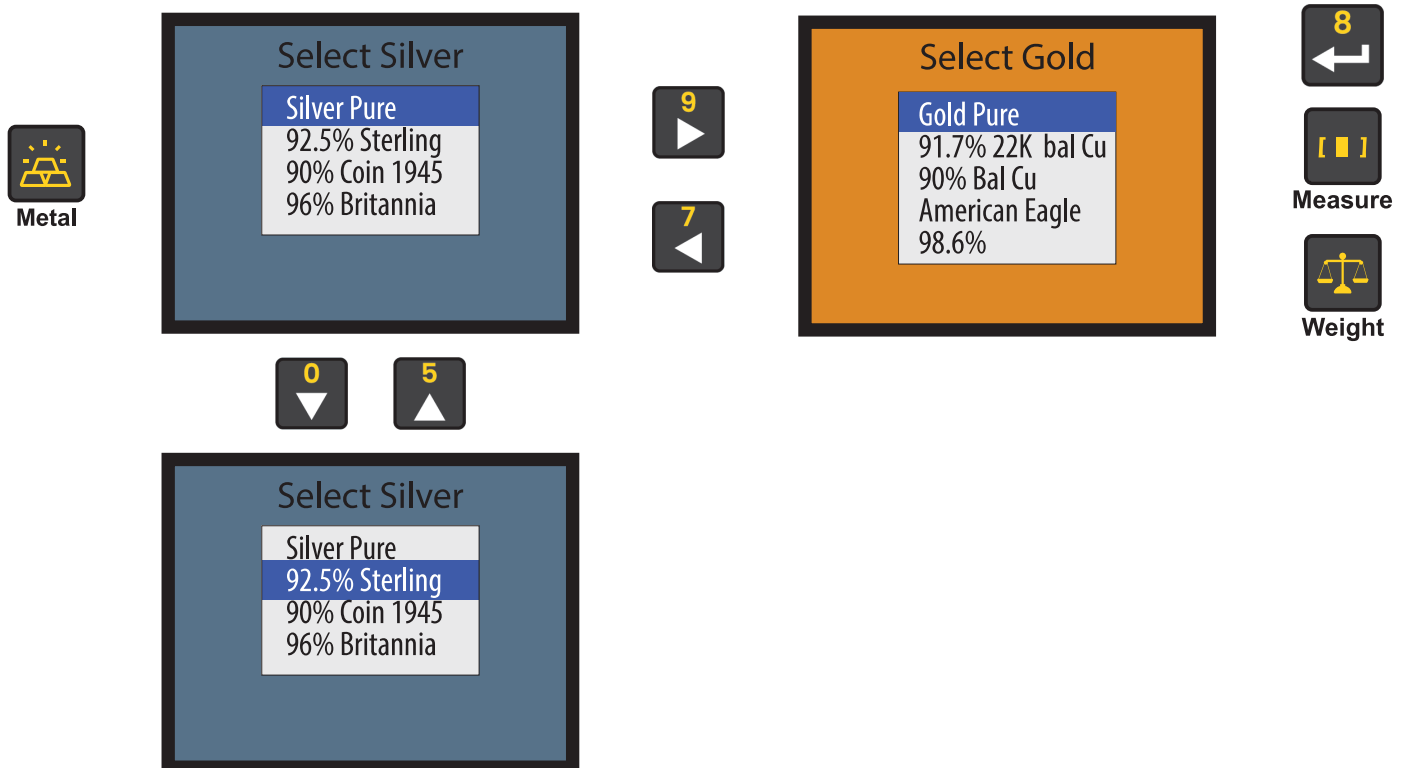 Metal
Select Silver
Silver Pure
92.5% Sterling
90% Coin 1945
96% Britannia
9
7
Select Gold
Gold Pure
91.7% 22K bal Cu
90% Bal Cu
American Eagle
98.6%
8
[ ]
Measure
Weight
0
5
Select Silver
Silver Pure
92.5% Sterling
90% Coin 1945
96% Britannia